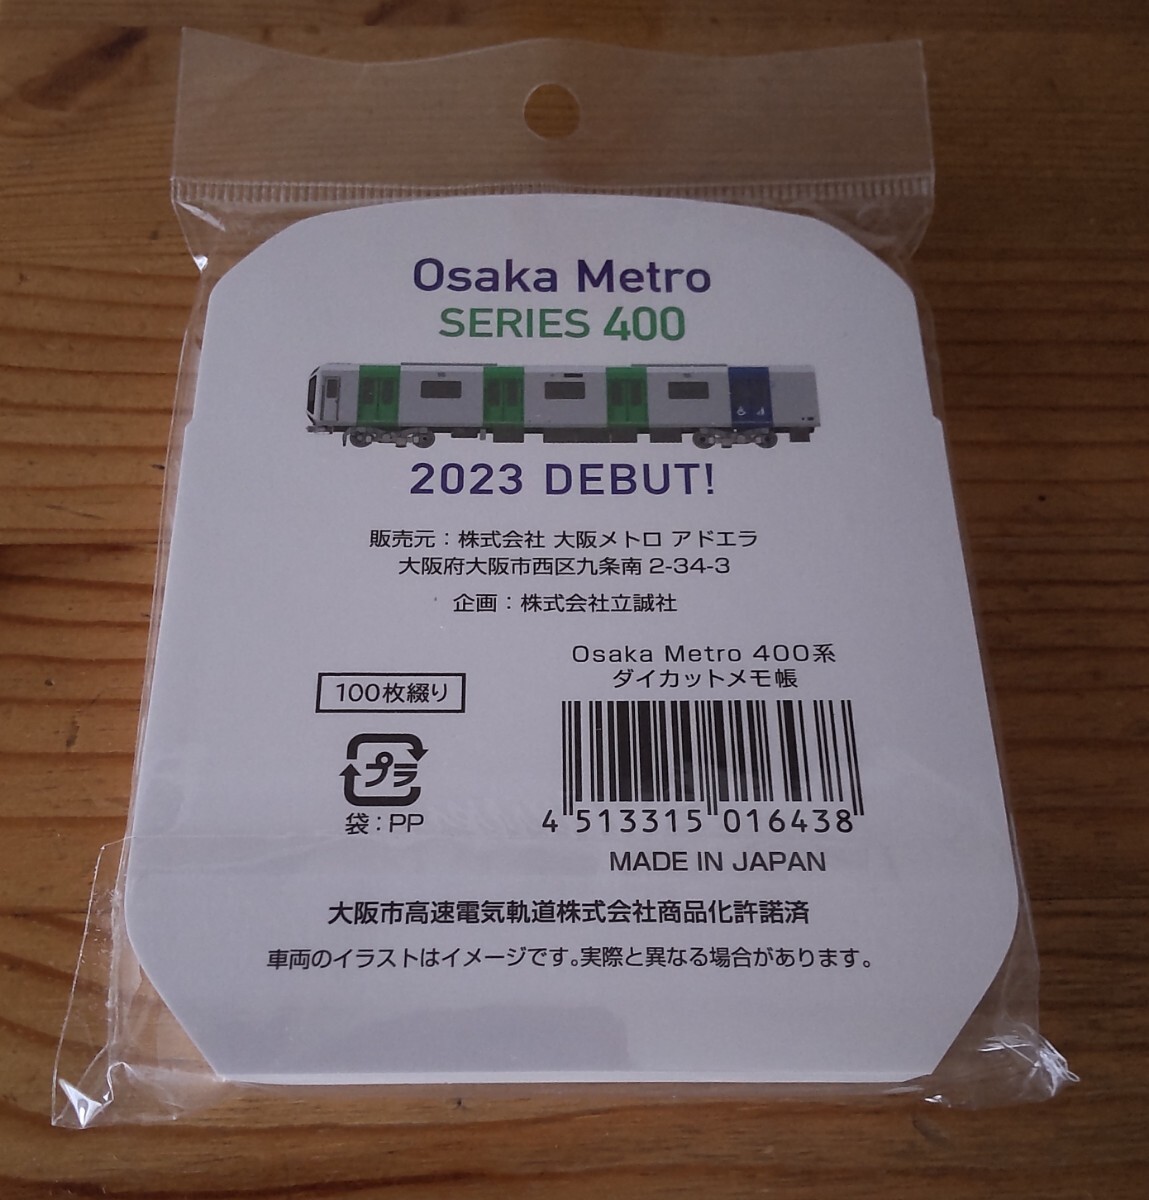 Osaka Metro
SERIES 400
2023 DEBUT!
販売元：株式会社 大阪メトロ アドエラ
大阪府大阪市西区九条南 2-34-3
企画：株式会社立誠社
100枚綴り
プラ
袋：PP
Osaka Metro 400系
ダイカットメモ帳
4 513315 016438
MADE IN JAPAN
大阪市高速電気軌道株式会社商品化許諾済
車両のイラストはイメージです。実際と異なる場合があります。